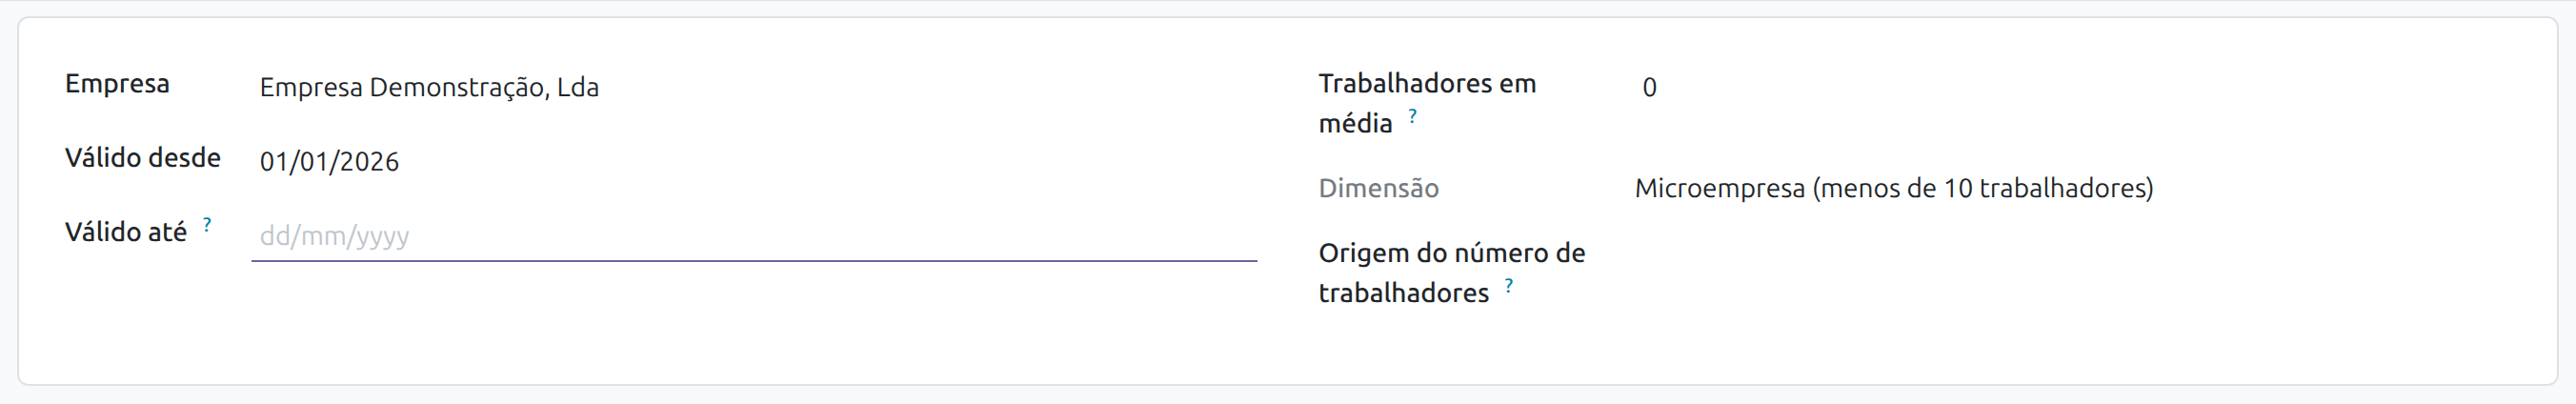 Empresa
Empresa Demonstração, Lda
Válido desde
01/01/2026
Válido até ?
dd/mm/yyyy
Trabalhadores em
média ?
0
Dimensão
Microempresa (menos de 10 trabalhadores)
Origem do número de
trabalhadores ?